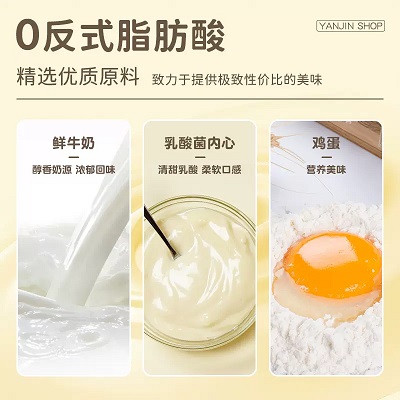 0反式脂肪酸
YANJIN SHOP
精选优质原料 致力于提供极致性价比的美味
鲜牛奶
醇香奶源 浓郁回味
乳酸菌内心
清甜乳酸 柔软口感
鸡蛋
营养美味